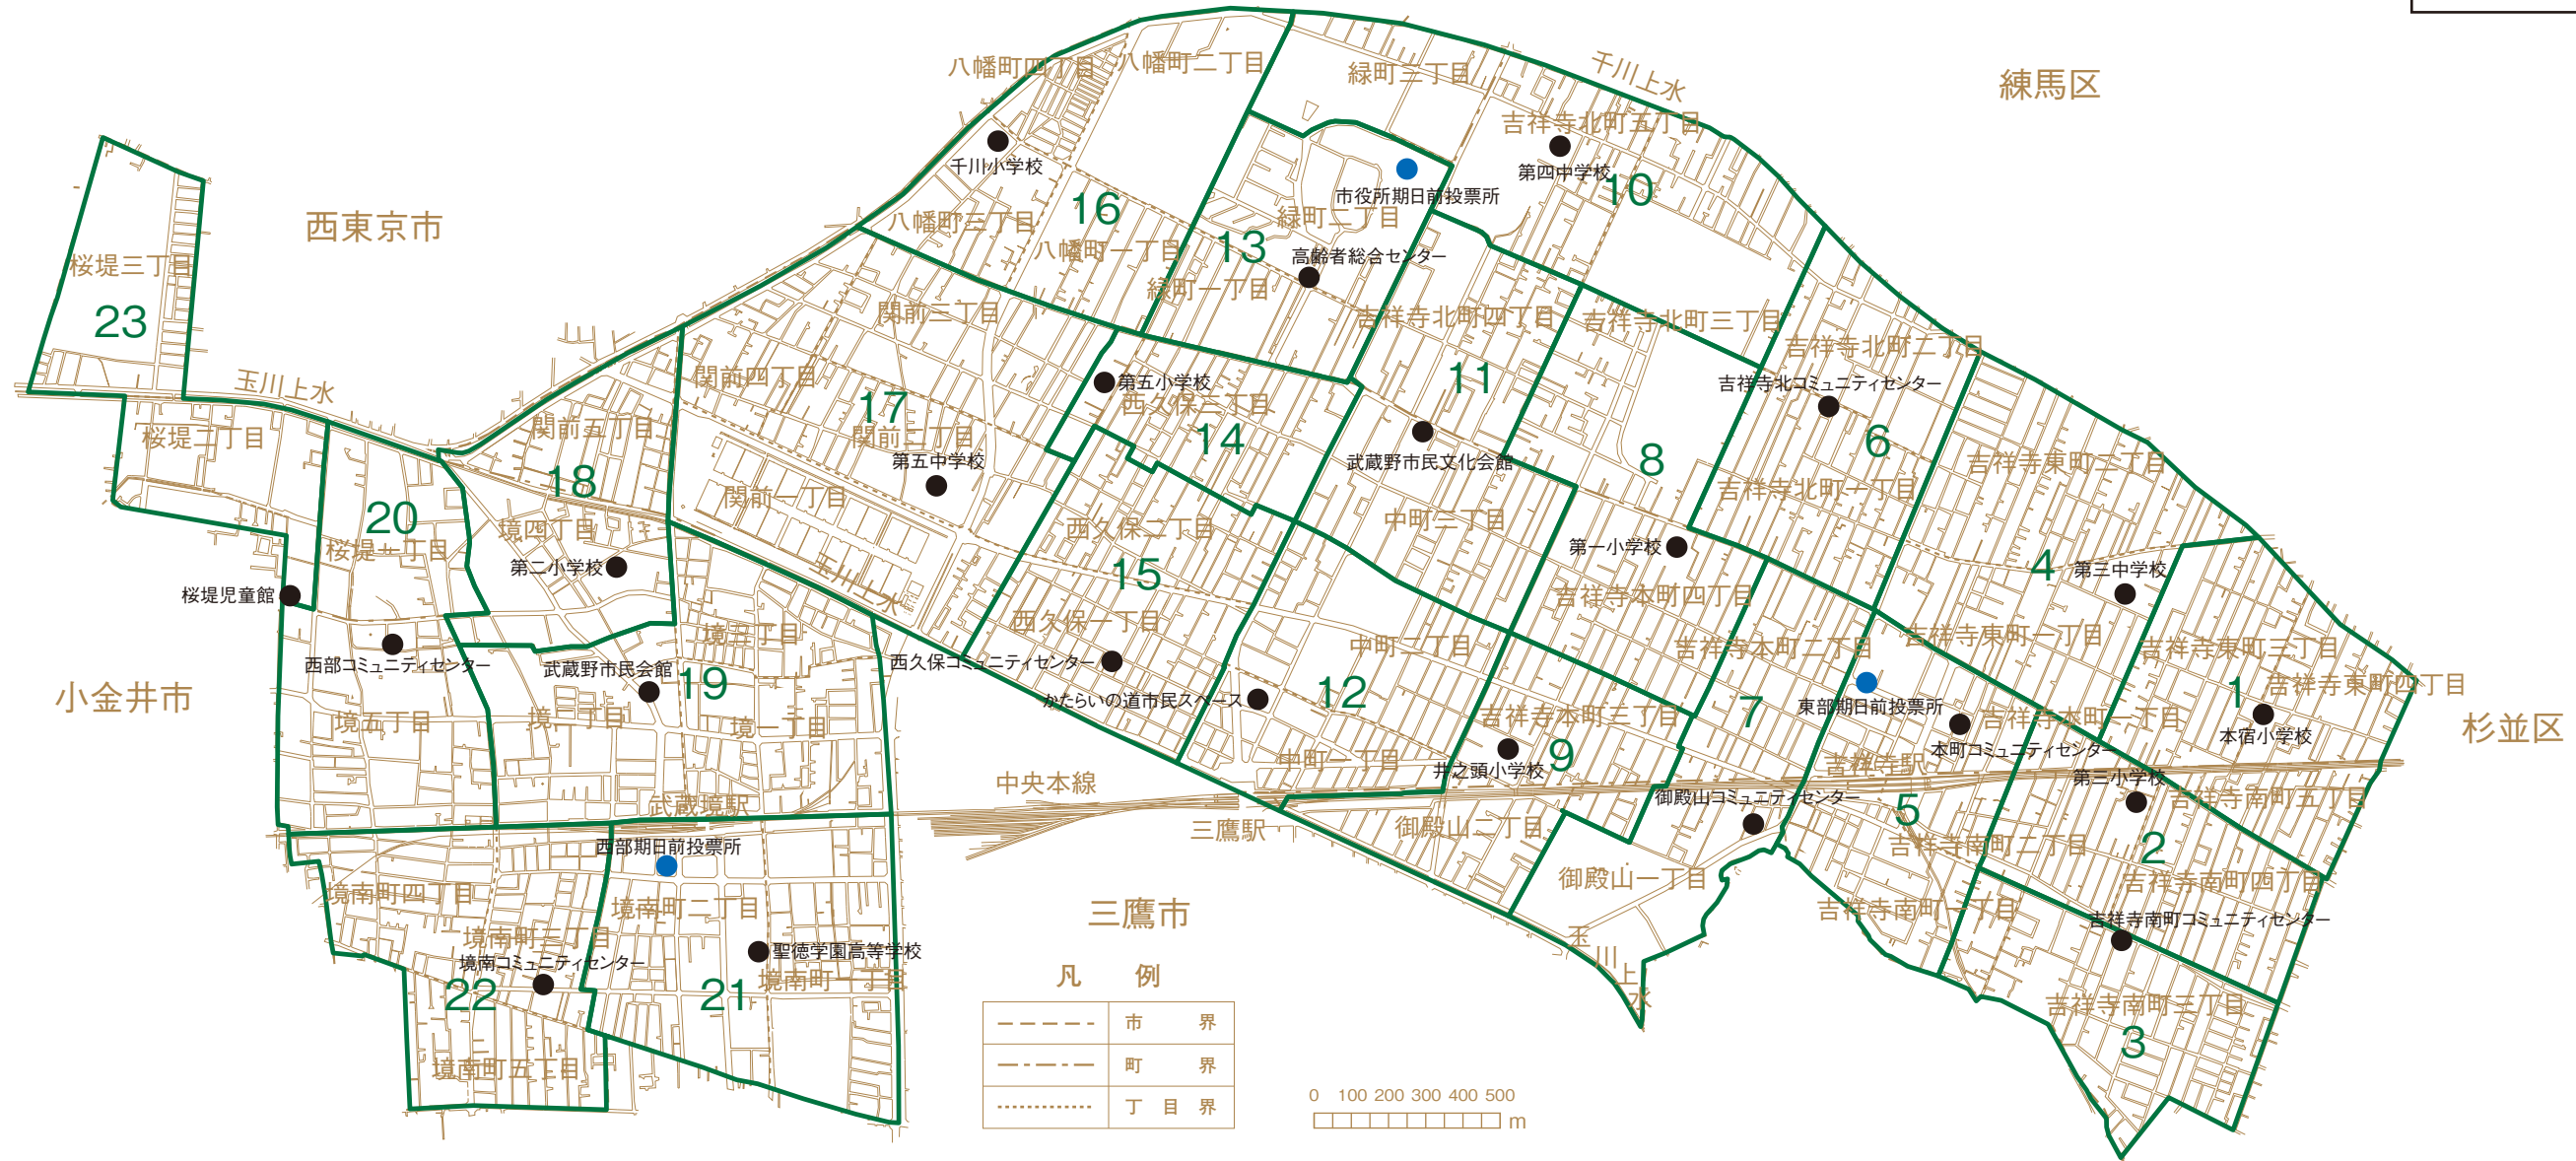 八幡町四丁目
八幡町二丁目
緑町三丁目
千川上水
練馬区
吉祥寺北町五丁目
千川小学校
第四中学校
市役所期日前投票所
10
16
八幡町三丁目
緑町二丁目
西東京市
八幡町一丁目
13
高齢者総合センター
桜堤三丁目
緑町一丁目
23
関前三丁目
吉祥寺北町四丁目
吉祥寺北町三丁目
吉祥寺北町二丁目
玉川上水
関前四丁目
第五小学校
11
吉祥寺北コミュニティセンター
17
西久保三丁目
桜堤二丁目
関前五丁目
関前二丁目
14
6
第五中学校
武蔵野市民文化会館
8
吉祥寺東町二丁目
18
関前一丁目
吉祥寺北町一丁目
20
境四丁目
西久保二丁目
中町三丁目
桜堤一丁目
第一小学校
第二小学校
玉川上水
15
4
第三中学校
桜堤児童館
吉祥寺本町四丁目
西久保一丁目
境三丁目
中町二丁目
吉祥寺本町二丁目
吉祥寺東町一丁目
吉祥寺東町三丁目
西部コミュニティセンター
武蔵野市民会館
西久保コミュニティセンター
19
かたらいの道市民スペース
12
吉祥寺東町四丁目
小金井市
1
境五丁目
境二丁目
境一丁目
吉祥寺本町三丁目
7
東部期日前投票所
吉祥寺本町一丁目
杉並区
本宿小学校
中町一丁目
井之頭小学校
9
本町コミュニティセンター
吉祥寺駅
第三小学校
中央本線
武蔵境駅
御殿山コミュニティセンター
吉祥寺南町五丁目
三鷹駅
御殿山二丁目
5
西部期日前投票所
吉祥寺南町二丁目
2
境南町四丁目
御殿山一丁目
吉祥寺南町四丁目
境南町二丁目
三鷹市
吉祥寺南町一丁目
吉祥寺南町コミュニティセンター
境南町三丁目
聖徳学園高等学校
玉川上水
境南コミュニティセンター
境南町一丁目
22
21
凡 例
吉祥寺南町三丁目
市 界
3
町 界
境南町五丁目
丁 目 界
0 100 200 300 400 500
m